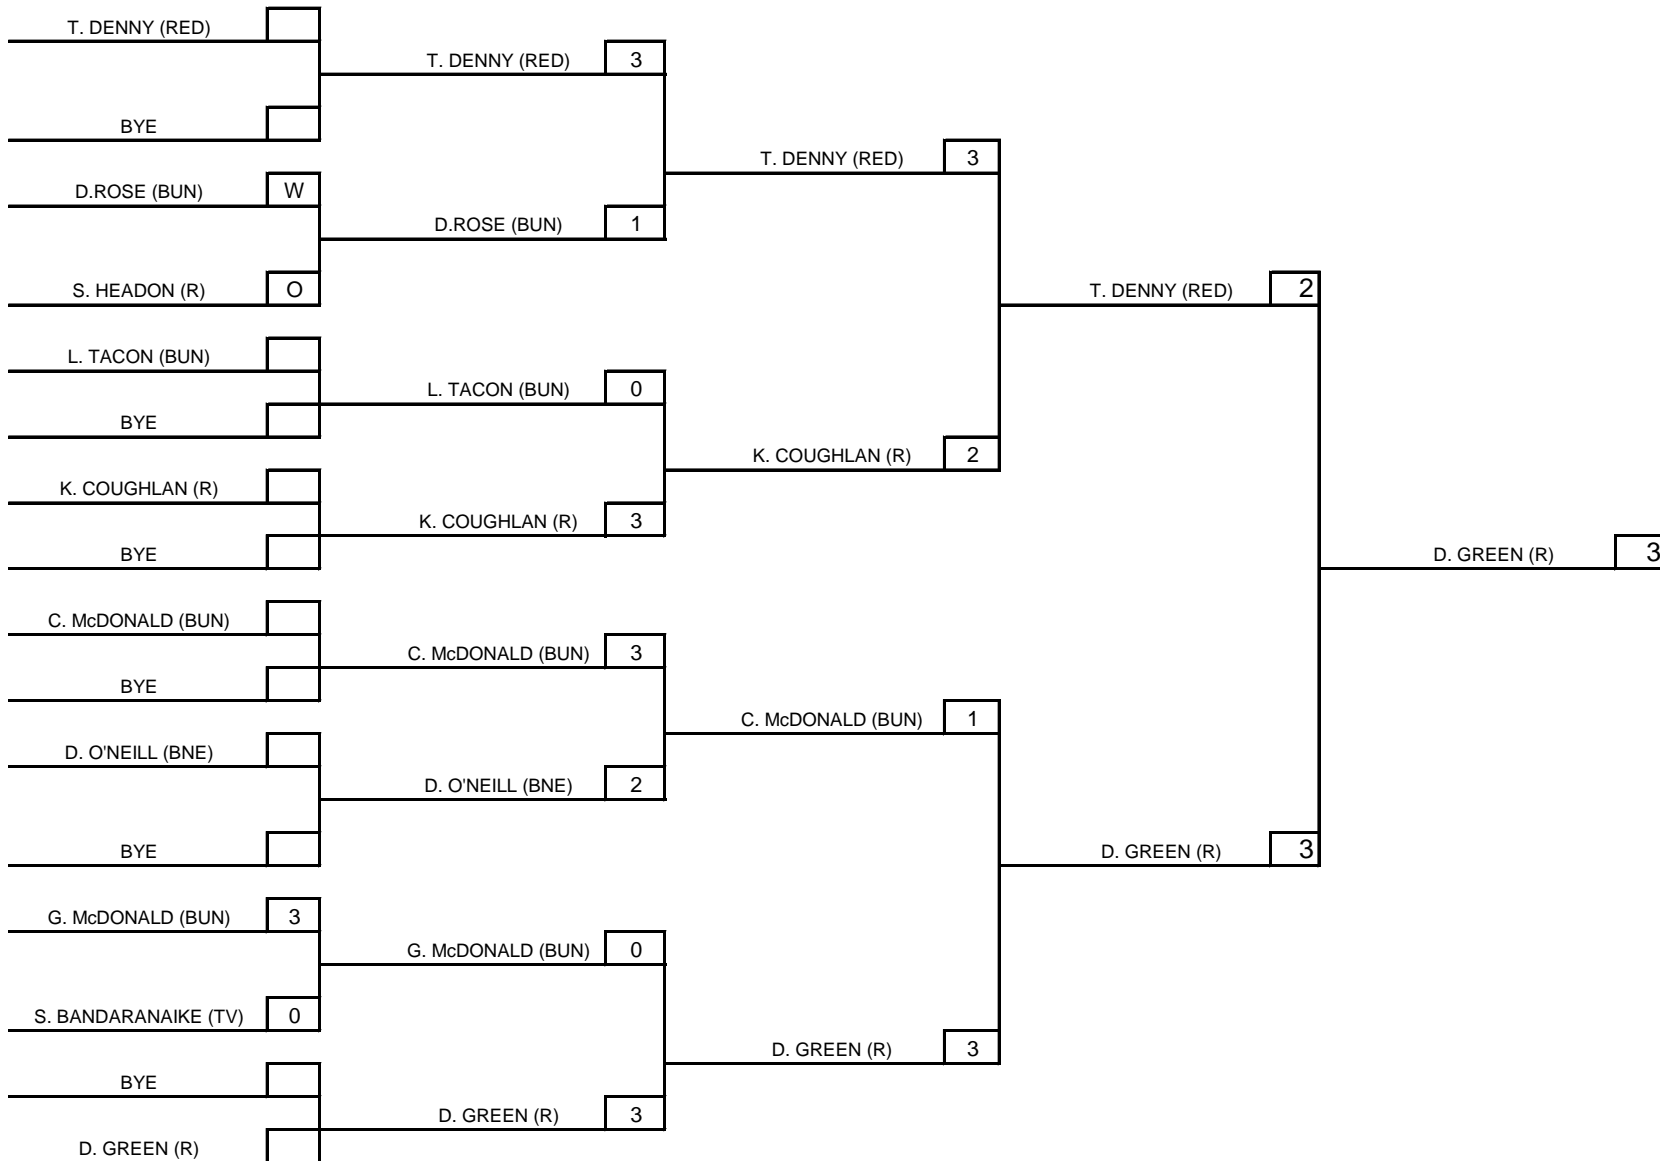 T. DENNY (RED)
T. DENNY (RED) 3
BYE
T. DENNY (RED) 3
D.ROSE (BUN) W
D.ROSE (BUN) 1
S. HEADON (R) O
T. DENNY (RED) 2
L. TACON (BUN)
L. TACON (BUN) 0
BYE
K. COUGHLAN (R) 2
K. COUGHLAN (R)
K. COUGHLAN (R) 3
BYE
D. GREEN (R) 3
C. McDONALD (BUN)
C. McDONALD (BUN) 3
BYE
C. McDONALD (BUN) 1
D. O'NEILL (BNE)
D. O'NEILL (BNE) 2
BYE
D. GREEN (R) 3
G. McDONALD (BUN) 3
G. McDONALD (BUN) 0
S. BANDARANAIKE (TV) 0
D. GREEN (R) 3
BYE
D. GREEN (R) 3
D. GREEN (R)